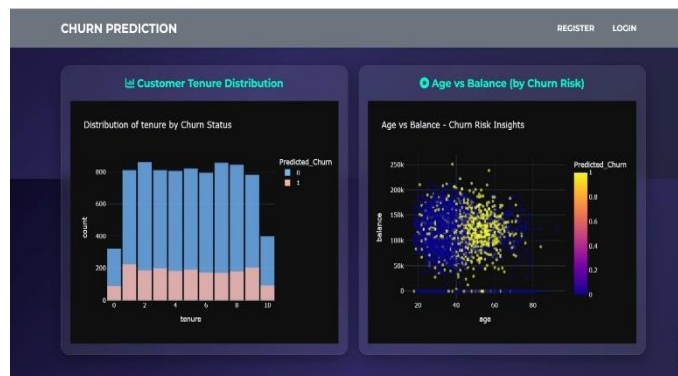 CHURN PREDICTION
REGISTER LOGIN
Customer Tenure Distribution
Distribution of tenure by Churn Status
Predicted_Churn
0
1
800
600
400
200
0
count
0 2 4 6 8 10
tenure
Age vs Balance (by Churn Risk)
Age vs Balance - Churn Risk Insights
Predicted_Churn
1
0.8
0.6
0.4
0.2
0
250k
200k
150k
100k
50k
0
balance
20 40 60 80
age